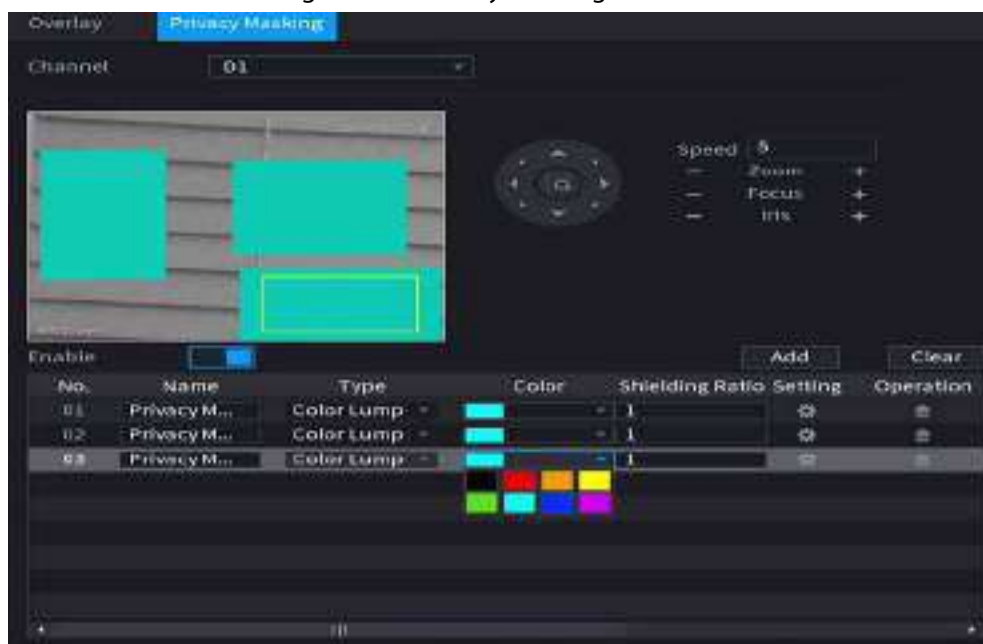 Overlay Privacy Masking
Channel 01
Speed 5
− Zoom +
− Focus +
− Iris +
Enable Add Clear
No. Name Type Color Shielding Ratio Setting Operation
01 Privacy M... Color Lump 1
02 Privacy M... Color Lump 1
03 Privacy M... Color Lump 1